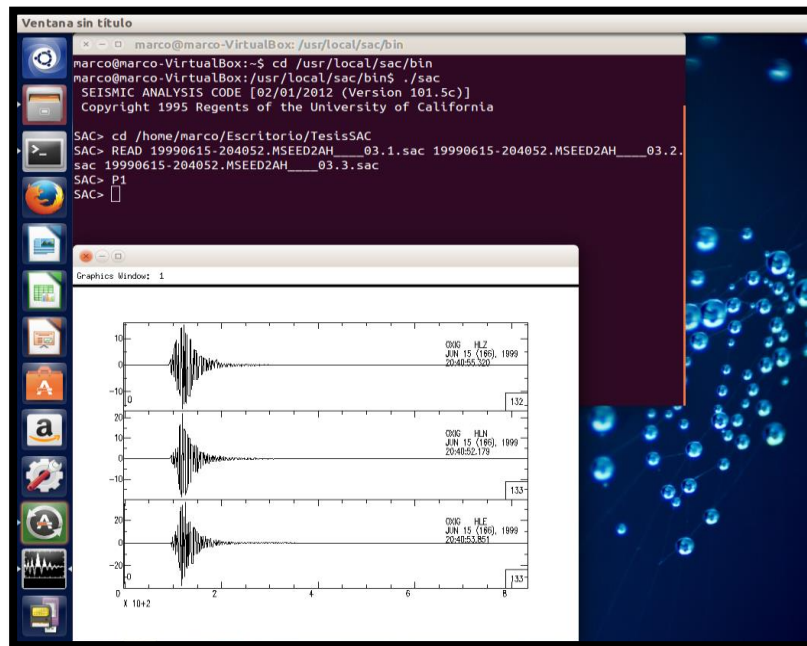 Ventana sin título
marco@marco-VirtualBox: /usr/local/sac/bin
marco@marco-VirtualBox:~$ cd /usr/local/sac/bin
marco@marco-VirtualBox:/usr/local/sac/bin$ ./sac
SEISMIC ANALYSIS CODE [02/01/2012 (Version 101.5c)]
Copyright 1995 Regents of the University of California
SAC> cd /home/marco/Escritorio/TesisSAC
SAC> READ 19990615-204052.MSEED2AH____03.1.sac 19990615-204052.MSEED2AH____03.2.
sac 19990615-204052.MSEED2AH____03.3.sac
SAC> P1
SAC>
Graphics Window: 1
10
0
-10
0
OXIG HLZ
JUN 15 (166), 1999
20:40:55.320
132
20
10
0
-10
OXIG HLN
JUN 15 (166), 1999
20:40:52.179
133
20
0
-20
0
OXIG HLE
JUN 15 (166), 1999
20:40:53.851
133
0 2 4 6 8
X 10+2
a